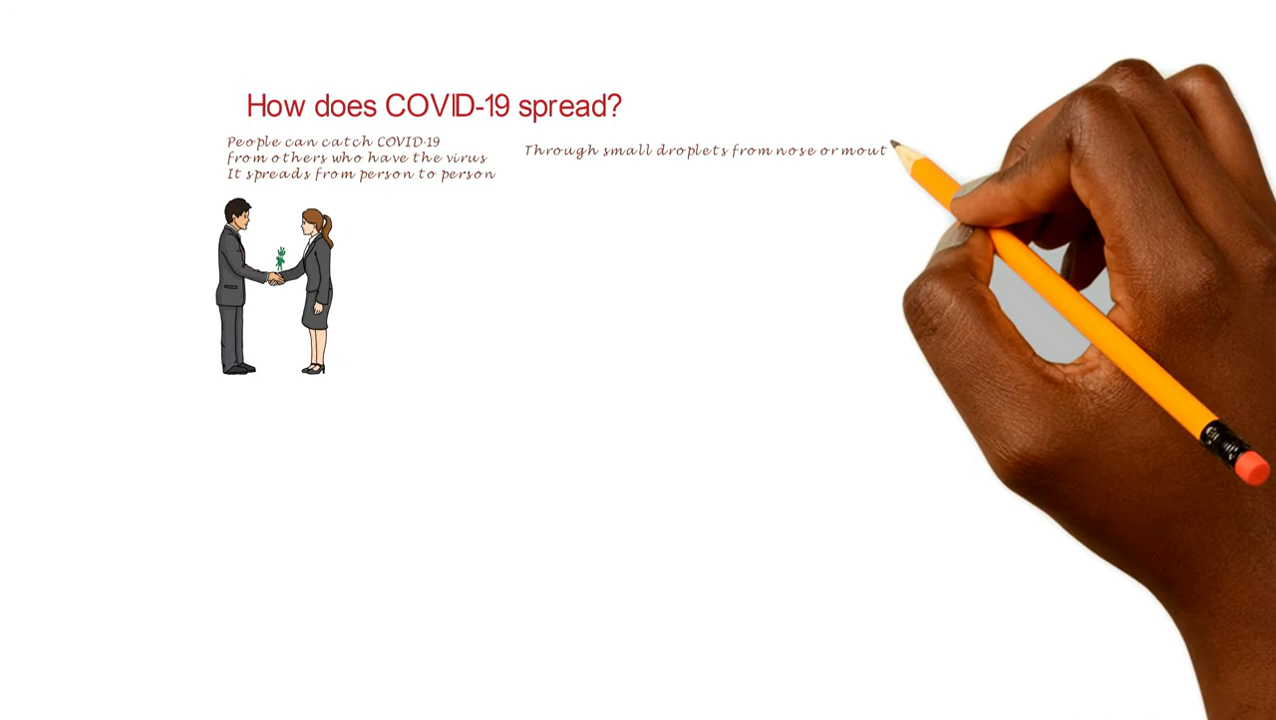 How does COVID-19 spread?
People can catch COVID-19
from others who have the virus
It spreads from person to person
Through small droplets from nose or mout